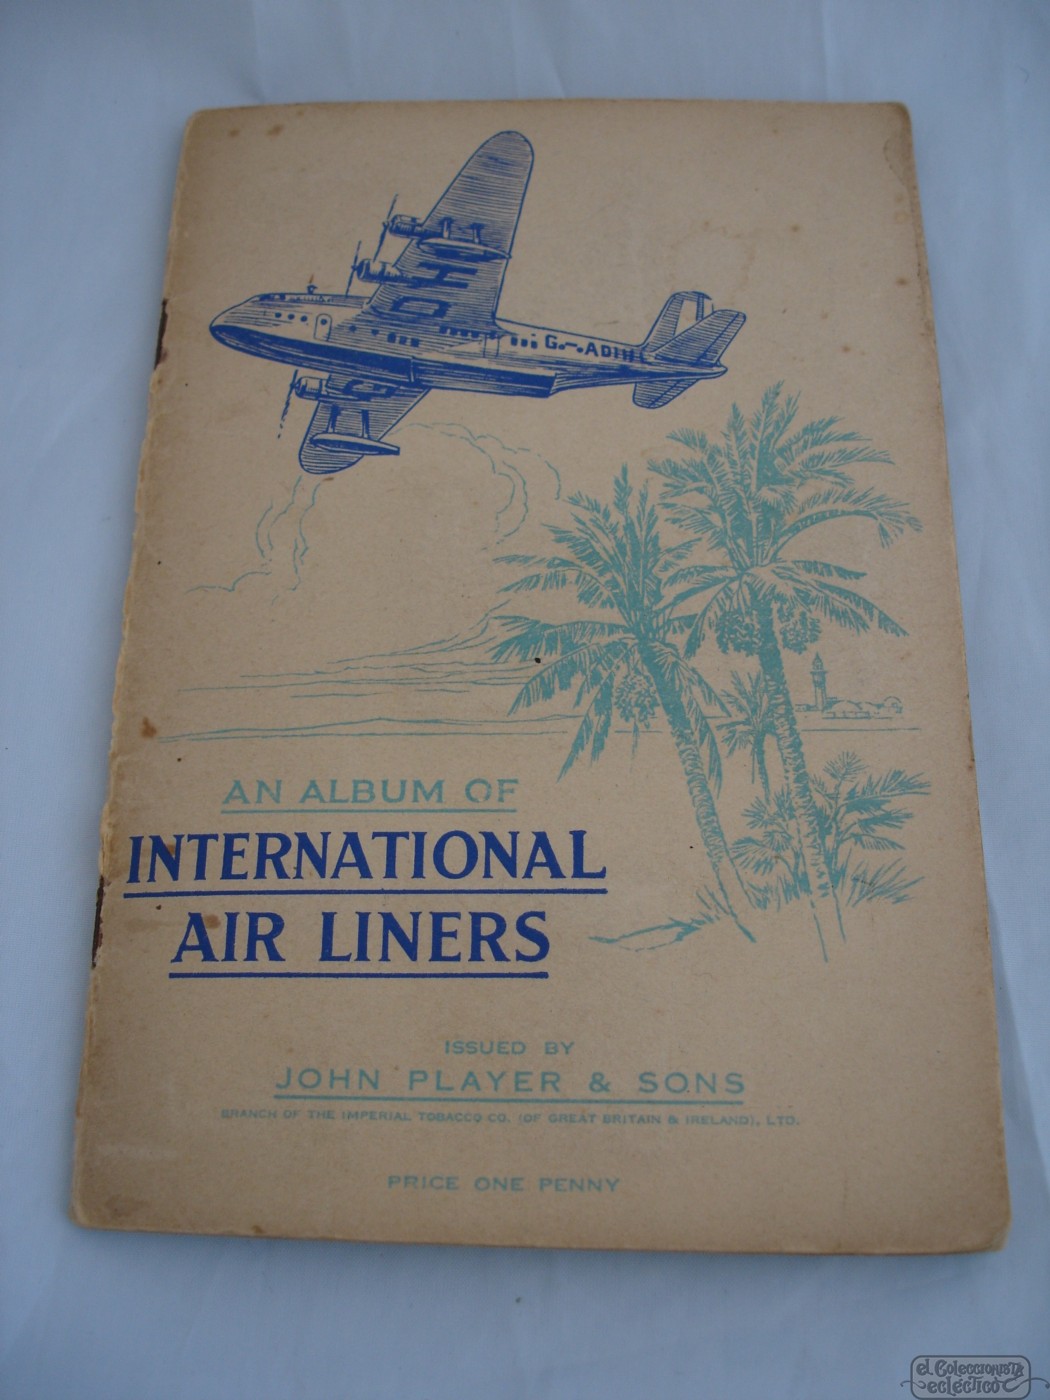 G-ADHL
AN ALBUM OF
INTERNATIONAL
AIR LINERS
ISSUED BY
JOHN PLAYER & SONS
BRANCH OF THE IMPERIAL TOBACCO CO. (OF GREAT BRITAIN & IRELAND), LTD.
PRICE ONE PENNY
el Coleccionista
ecléctico